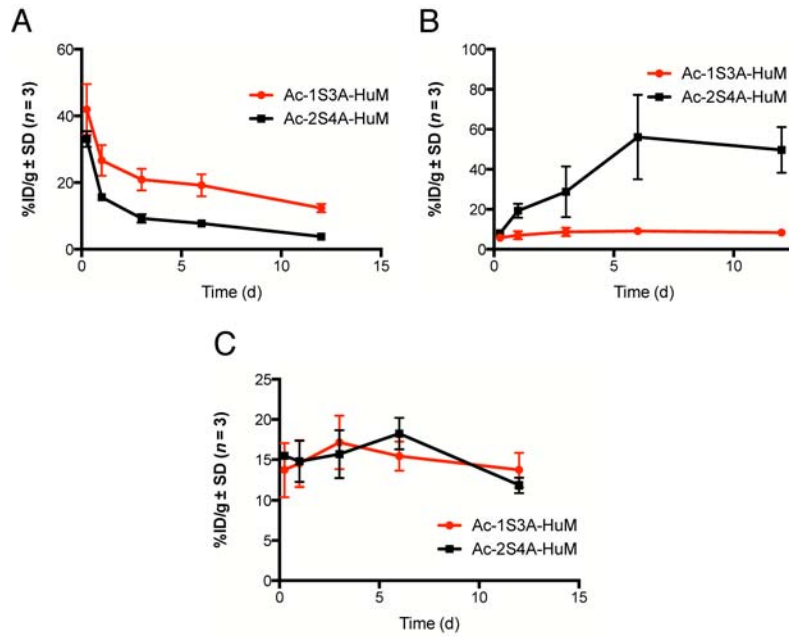 A
60
40
20
0
0
5
10
15
%ID/g ± SD (n = 3)
Time (d)
Ac-1S3A-HuM
Ac-2S4A-HuM
B
100
80
60
40
20
0
0
5
10
%ID/g ± SD (n = 3)
Time (d)
Ac-1S3A-HuM
Ac-2S4A-HuM
C
25
20
15
10
5
0
0
5
10
15
%ID/g ± SD (n = 3)
Time (d)
Ac-1S3A-HuM
Ac-2S4A-HuM